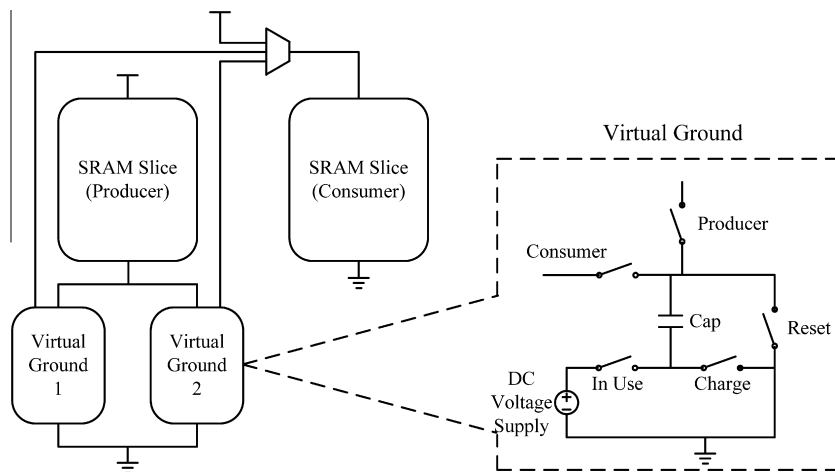 SRAM Slice
(Producer)
SRAM Slice
(Consumer)
Virtual
Ground
1
Virtual
Ground
2
Virtual Ground
Producer
Consumer
Cap
Reset
In Use
Charge
DC
Voltage
Supply